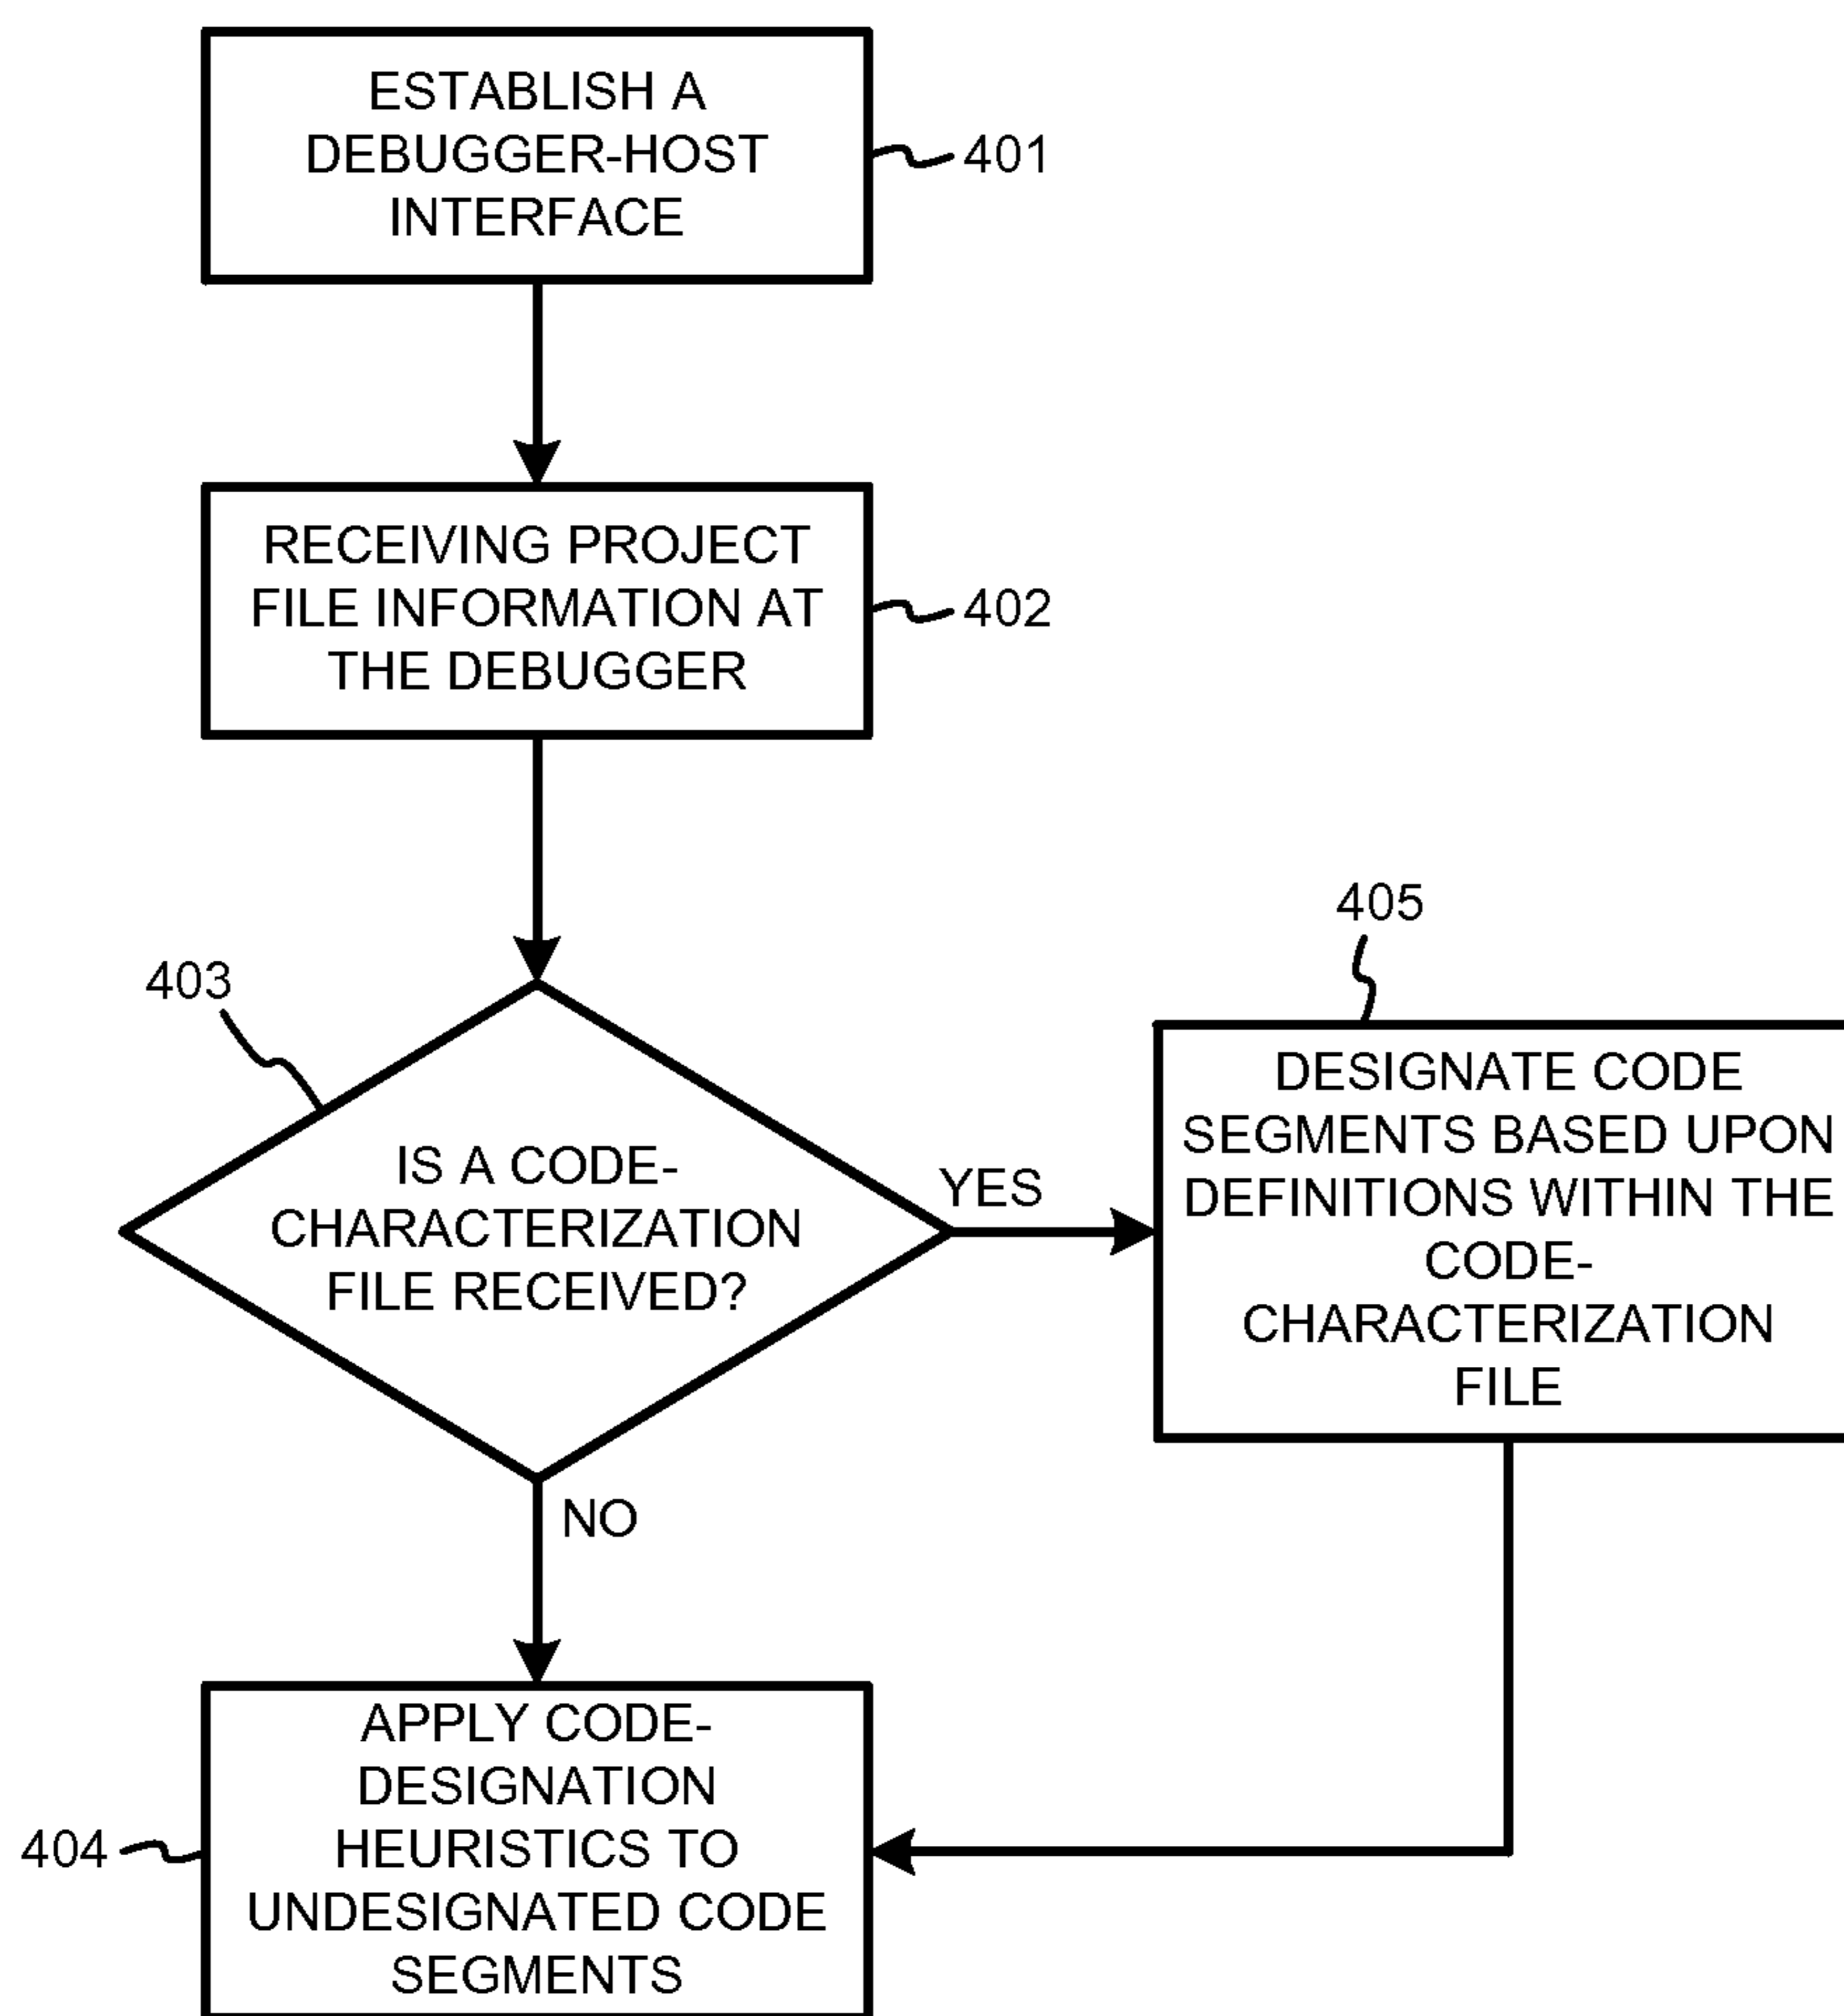 ESTABLISH A
DEBUGGER-HOST
INTERFACE
401
RECEIVING PROJECT
FILE INFORMATION AT
THE DEBUGGER
402
403
IS A CODE-
CHARACTERIZATION
FILE RECEIVED?
YES
NO
405
DESIGNATE CODE
SEGMENTS BASED UPON
DEFINITIONS WITHIN THE
CODE-
CHARACTERIZATION
FILE
404
APPLY CODE-
DESIGNATION
HEURISTICS TO
UNDESIGNATED CODE
SEGMENTS